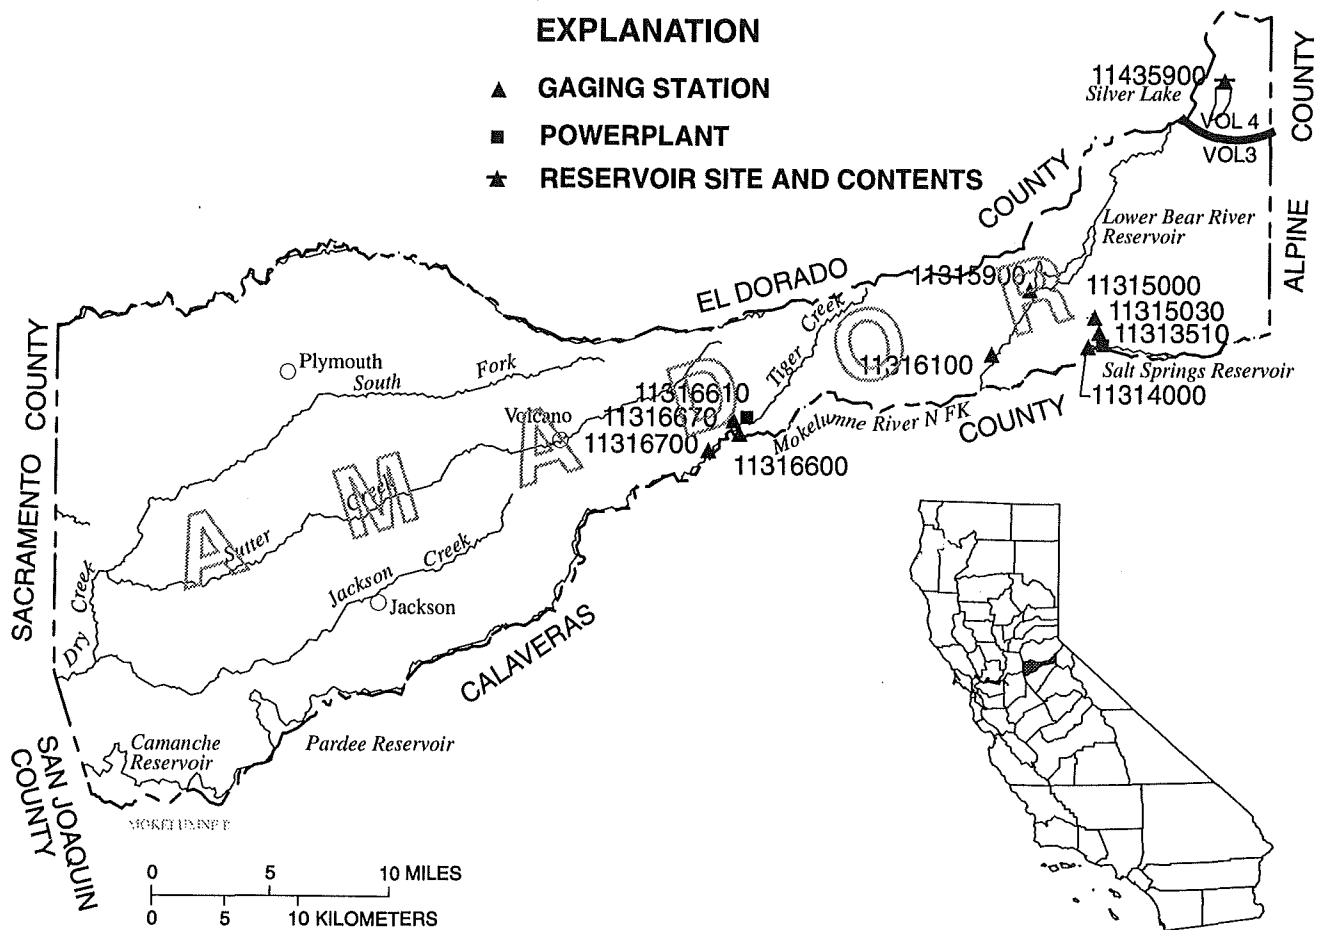 EXPLANATION
GAGING STATION
POWERPLANT
RESERVOIR SITE AND CONTENTS
11435900
Silver Lake
VOL 4
VOL3
COUNTY
ALPINE
COUNTY
EL DORADO
Lower Bear River
Reservoir
11315900
11315000
11315030
11313510
Salt Springs Reservoir
11314000
11316100
Tiger Creek
Mokelumne River N FK
COUNTY
CALAVERAS
11316610
11316670
11316700
11316600
AMADOR
Plymouth
South Fork
Volcano
Sutter Creek
Jackson Creek
Jackson
Dry Creek
SACRAMENTO COUNTY
SAN JOAQUIN
COUNTY
Camanche
Reservoir
Pardee Reservoir
MOKELUMNE R
0 5 10 MILES
0 5 10 KILOMETERS